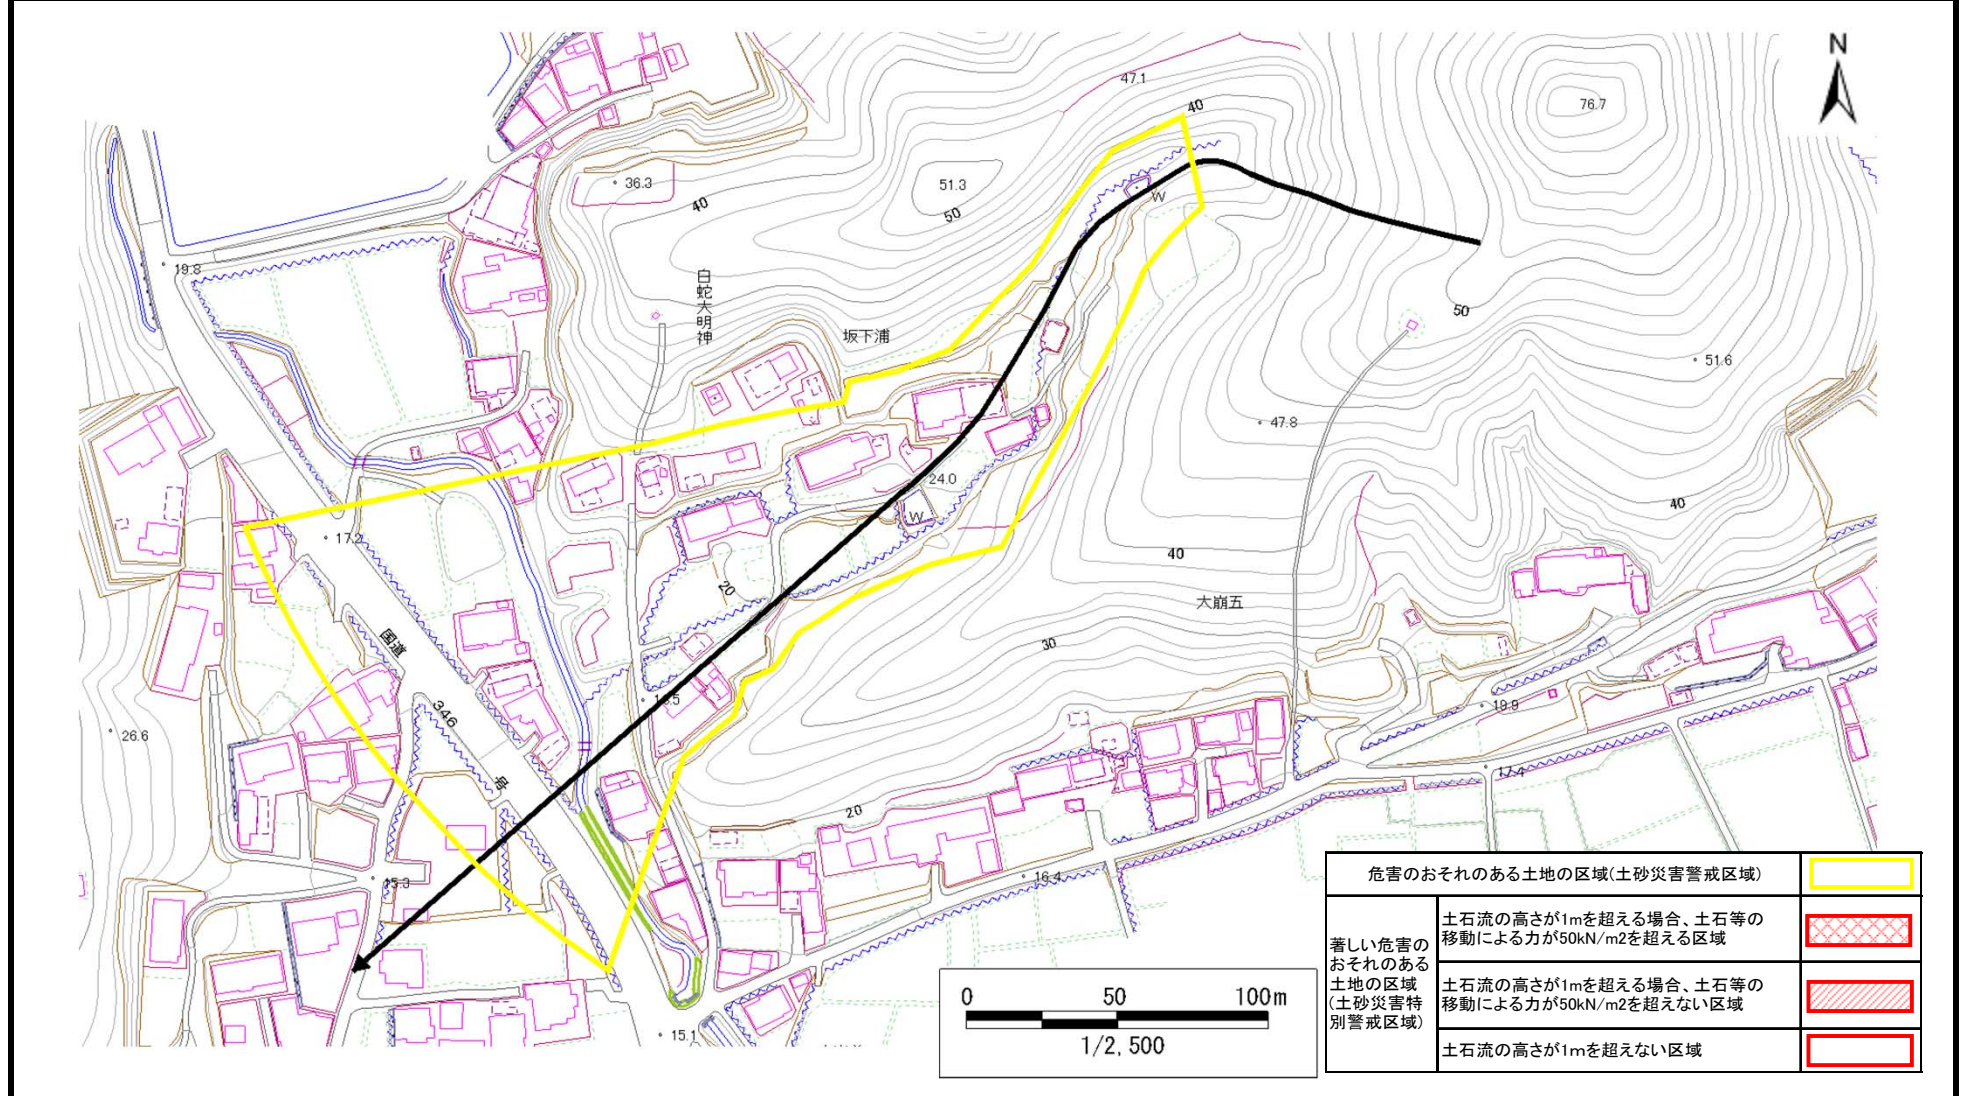 N
47.1
40
76.7
36.3
40
51.3
50
W
19.8
白蛇大明神
坂下浦
50
51.6
47.8
24.0
W
40
17.2
40
20
大崩五
国道
30
346
号
26.6
19.9
17.4
20
16.4
15.3
15.1
0 50 100m
1/2,500
危害のおそれのある土地の区域(土砂災害警戒区域)
著しい危害の
おそれのある
土地の区域
(土砂災害特
別警戒区域)
土石流の高さが1mを超える場合、土石等の
移動による力が50kN/m2を超える区域
土石流の高さが1mを超える場合、土石等の
移動による力が50kN/m2を超えない区域
土石流の高さが1mを超えない区域